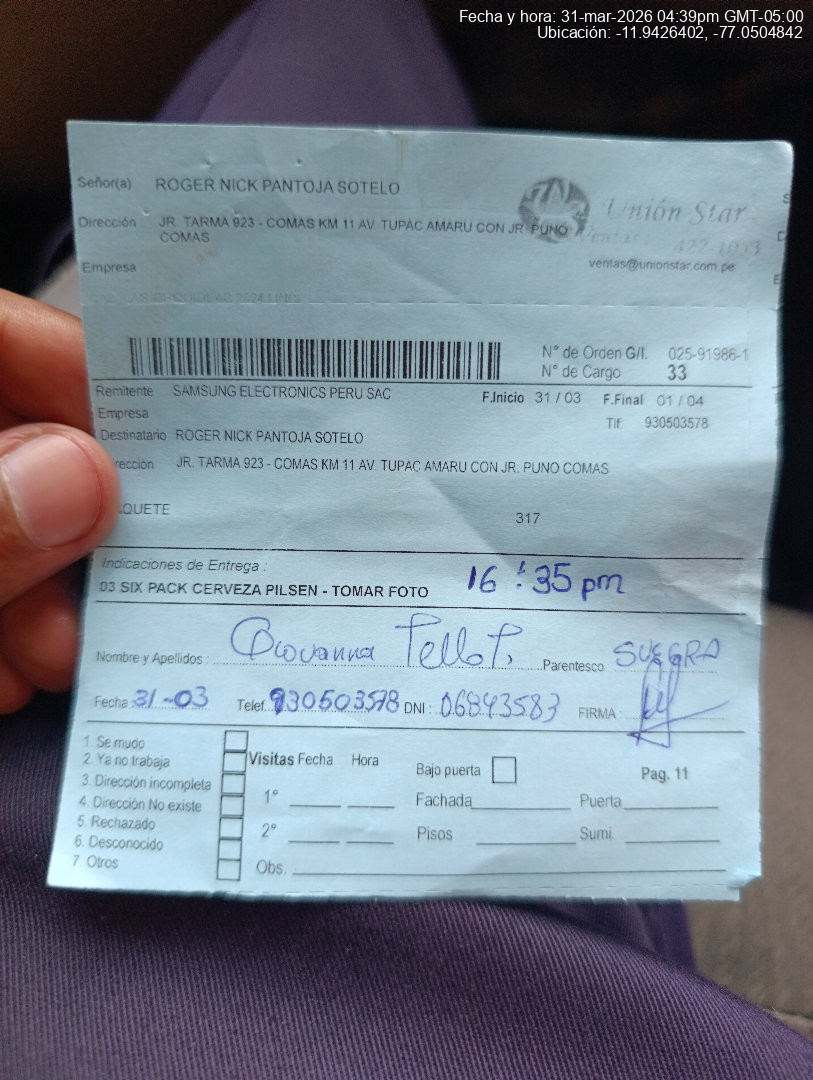 Fecha y hora: 31-mar-2026 04:39pm GMT-05:00
Ubicación: -11.9426402, -77.0504842
Señor(a) ROGER NICK PANTOJA SOTELO
Unión Star
Dirección JR. TARMA 923 - COMAS KM 11 AV. TUPAC AMARU CON JR. PUNO
COMAS
ventas@unionstar.com.pe
Empresa
N° de Orden G/I. 025-91986-1
N° de Cargo 33
Remitente SAMSUNG ELECTRONICS PERU SAC F.Inicio 31 / 03 F.Final 01 / 04
Empresa Tlf 930503578
Destinatario ROGER NICK PANTOJA SOTELO
rección JR. TARMA 923 - COMAS KM 11 AV. TUPAC AMARU CON JR. PUNO COMAS
QUETE 317
Indicaciones de Entrega :
03 SIX PACK CERVEZA PILSEN - TOMAR FOTO 16:35 pm
Nombre y Apellidos : Giovanna Tello T. Parentesco SUEGRA
Fecha 31-03 Telef. 930503578 DNI : 06843583 FIRMA :
1. Se mudo
2. Ya no trabaja Visitas Fecha Hora Bajo puerta Pag. 11
3. Dirección incompleta
4. Dirección No existe 1° Fachada Puerta
5. Rechazado
6. Desconocido 2° Pisos Sumi.
7. Otros Obs.